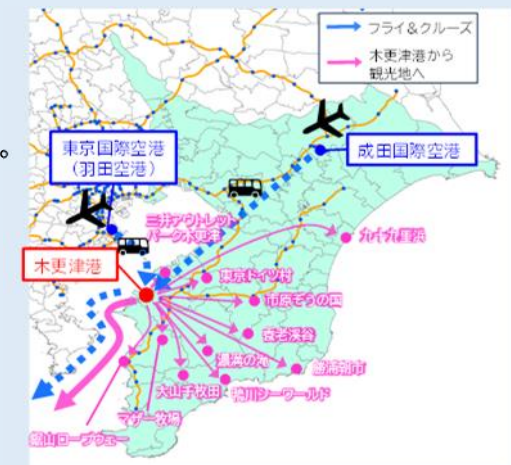 フライ&クルーズ
木更津港から
観光地へ
。
東京国際空港
(羽田空港)
成田国際空港
三井アウトレット
パーク木更津
九十九里浜
木更津港
東京ドイツ村
市原ぞうの国
養老渓谷
濃溝の滝
勝浦朝市
大山千枚田
鴨川シーワールド
マザー牧場
鋸山ロープウェー